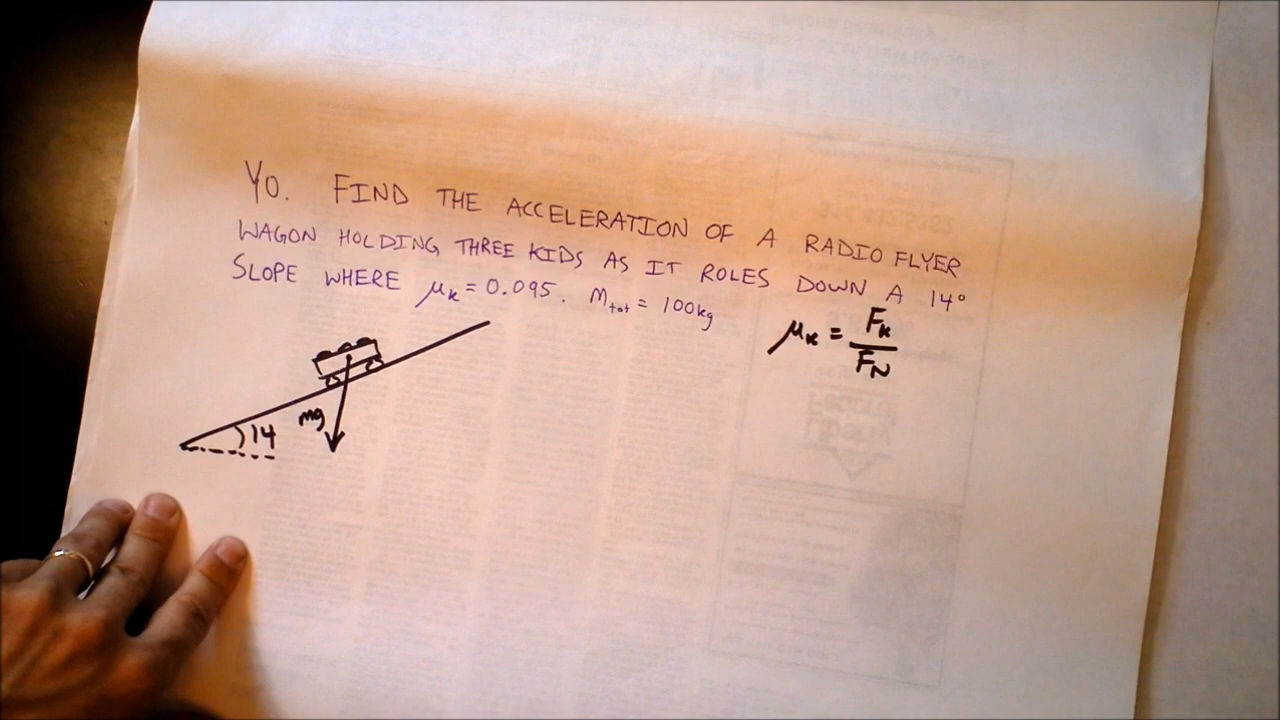 YO. FIND THE ACCELERATION OF A RADIO FLYER
WAGON HOLDING THREE KIDS AS IT ROLES DOWN A 14°
SLOPE WHERE μk = 0.095. Mtot = 100kg
μk = Fk / FN
mg
14